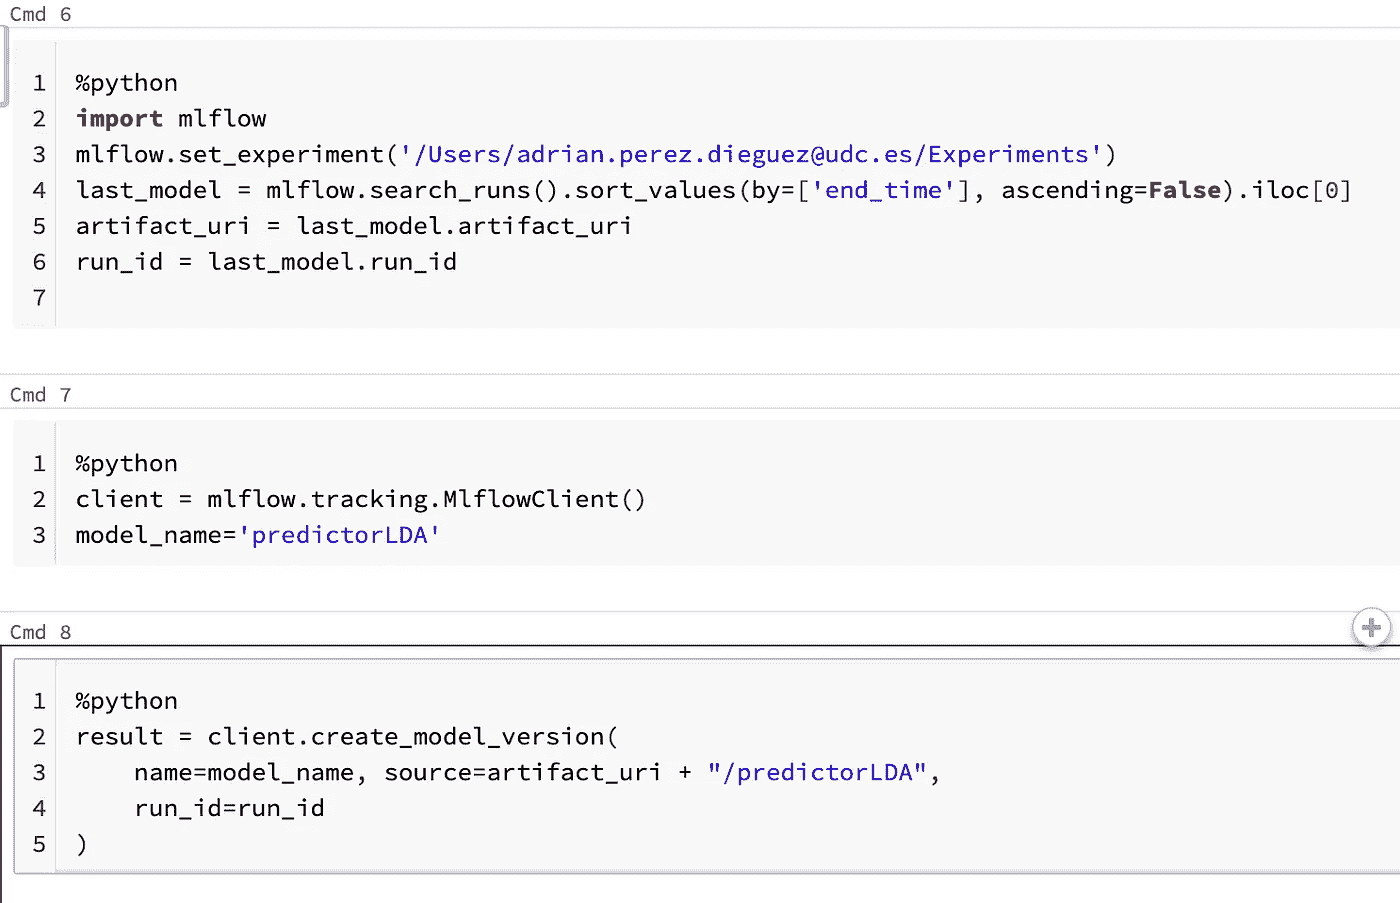 Cmd 6
1 %python
2 import mlflow
3 mlflow.set_experiment('/Users/adrian.perez.dieguez@udc.es/Experiments')
4 last_model = mlflow.search_runs().sort_values(by=['end_time'], ascending=False).iloc[0]
5 artifact_uri = last_model.artifact_uri
6 run_id = last_model.run_id
7
Cmd 7
1 %python
2 client = mlflow.tracking.MlflowClient()
3 model_name='predictorLDA'
Cmd 8
1 %python
2 result = client.create_model_version(
3     name=model_name, source=artifact_uri + "/predictorLDA",
4     run_id=run_id
5 )